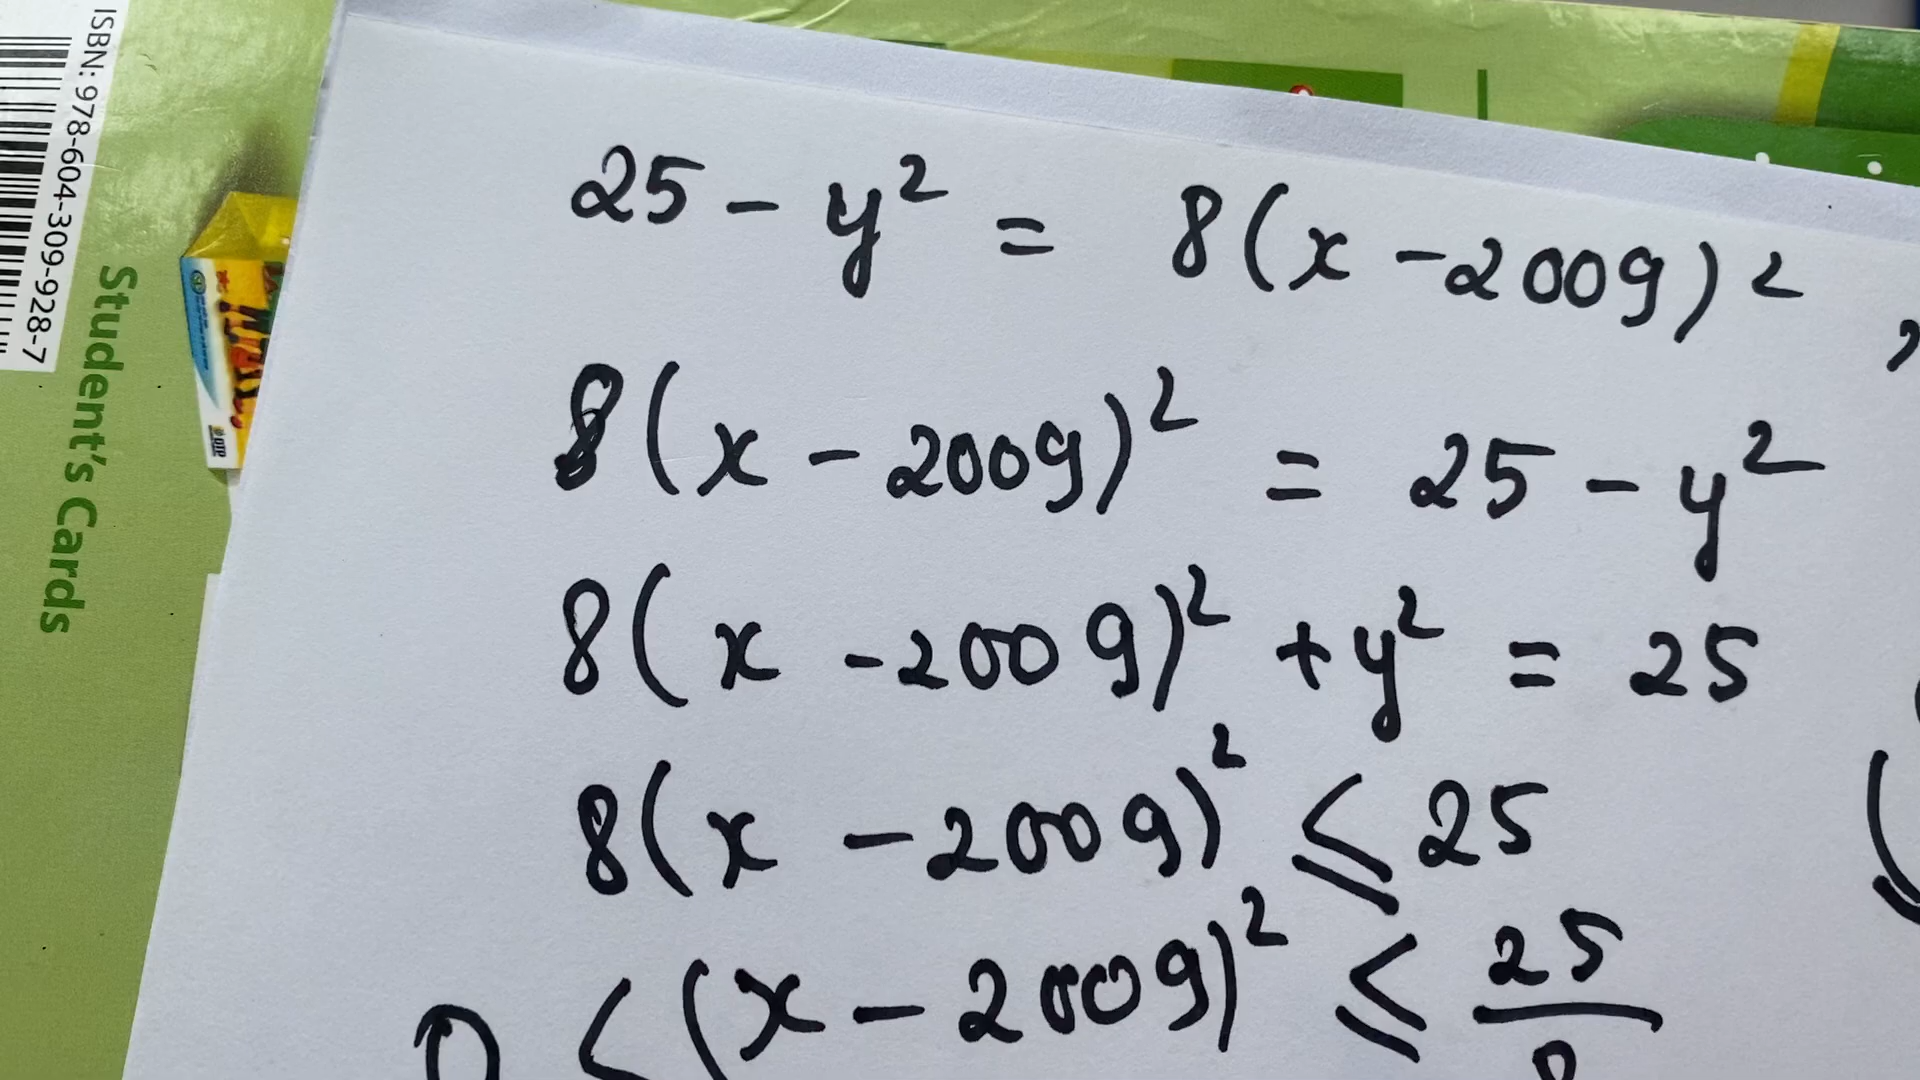 ISBN: 978-604-309-928-7
Student's Cards
25 - y² = 8(x - 2009)² ,
8(x - 2009)² = 25 - y²
8(x - 2009)² + y² = 25
8(x - 2009)² ≤ 25
0 ≤ (x - 2009)² ≤ 25/8